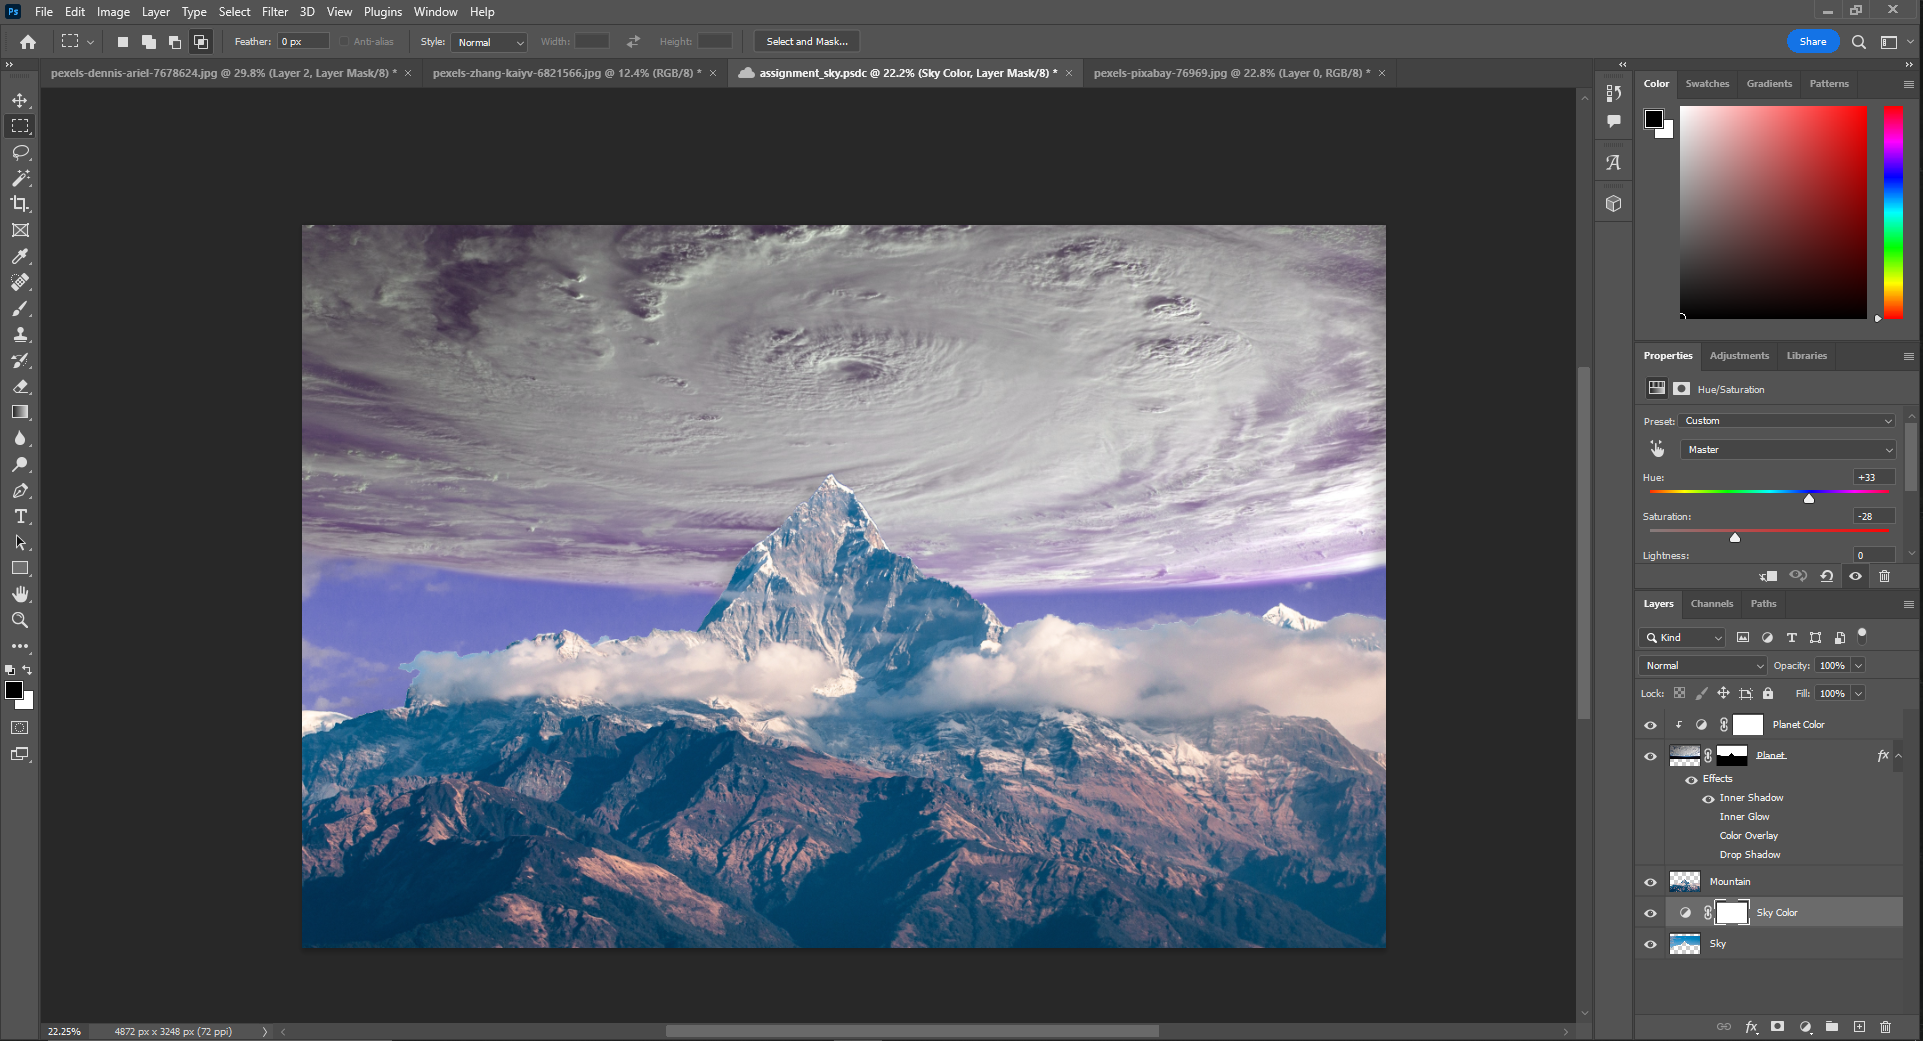 Ps File Edit Image Layer Type Select Filter 3D View Plugins Window Help
Feather: 0 px Anti-alias Style: Normal Width: Height: Select and Mask... Share
pexels-dennis-ariel-7678624.jpg @ 29.8% (Layer 2, Layer Mask/8) * pexels-zhang-kaiyv-6821566.jpg @ 12.4% (RGB/8) * assignment_sky.psdc @ 22.2% (Sky Color, Layer Mask/8) * pexels-pixabay-76969.jpg @ 22.8% (Layer 0, RGB/8) *
Color Swatches Gradients Patterns
Properties Adjustments Libraries
Hue/Saturation
Preset: Custom
Master
Hue: +33
Saturation: -28
Lightness: 0
Layers Channels Paths
Kind
Normal Opacity: 100%
Lock: Fill: 100%
Planet Color
Planet fx
Effects
Inner Shadow
Inner Glow
Color Overlay
Drop Shadow
Mountain
Sky Color
Sky
22.25% 4872 px x 3248 px (72 ppi)
fx